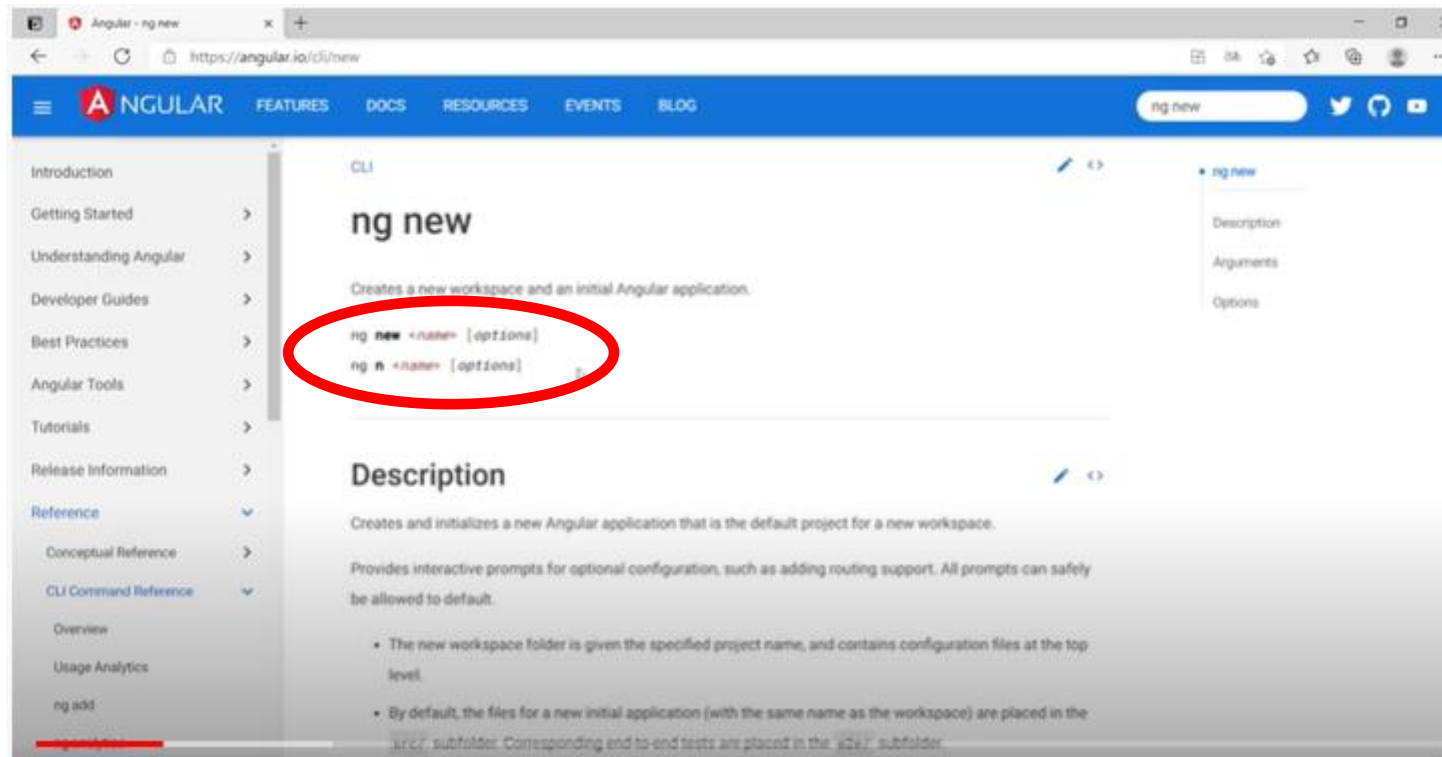 Angular - ng new
https://angular.io/cli/new
ANGULAR FEATURES DOCS RESOURCES EVENTS BLOG ng new
Introduction
Getting Started
Understanding Angular
Developer Guides
Best Practices
Angular Tools
Tutorials
Release Information
Reference
Conceptual Reference
CLI Command Reference
Overview
Usage Analytics
ng add
CLI
ng new
Creates a new workspace and an initial Angular application.
ng new <name> [options]
ng n <name> [options]
Description
Creates and initializes a new Angular application that is the default project for a new workspace.
Provides interactive prompts for optional configuration, such as adding routing support. All prompts can safely
be allowed to default.
• The new workspace folder is given the specified project name, and contains configuration files at the top
level.
• By default, the files for a new initial application (with the same name as the workspace) are placed in the
src/ subfolder. Corresponding end-to-end tests are placed in the e2e/ subfolder.
ng new
Description
Arguments
Options